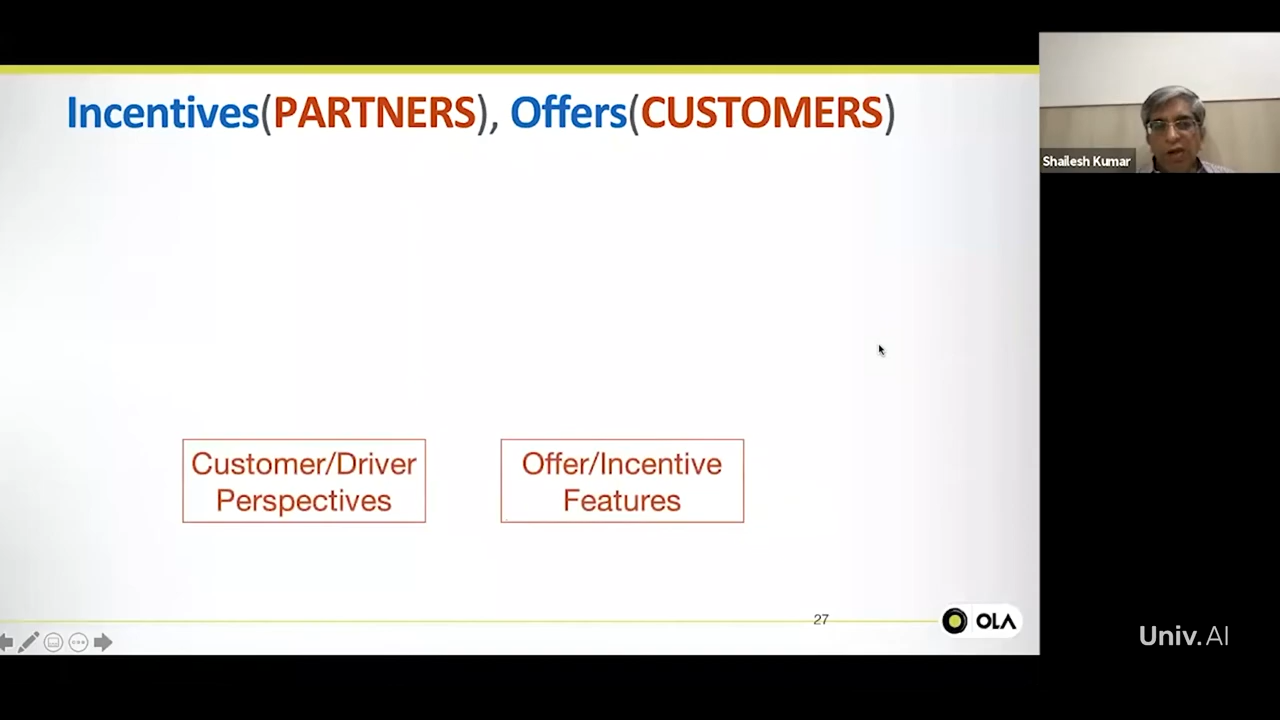 Incentives(PARTNERS), Offers(CUSTOMERS)
Shailesh Kumar
Customer/Driver
Perspectives
Offer/Incentive
Features
27
OLA
Univ.AI